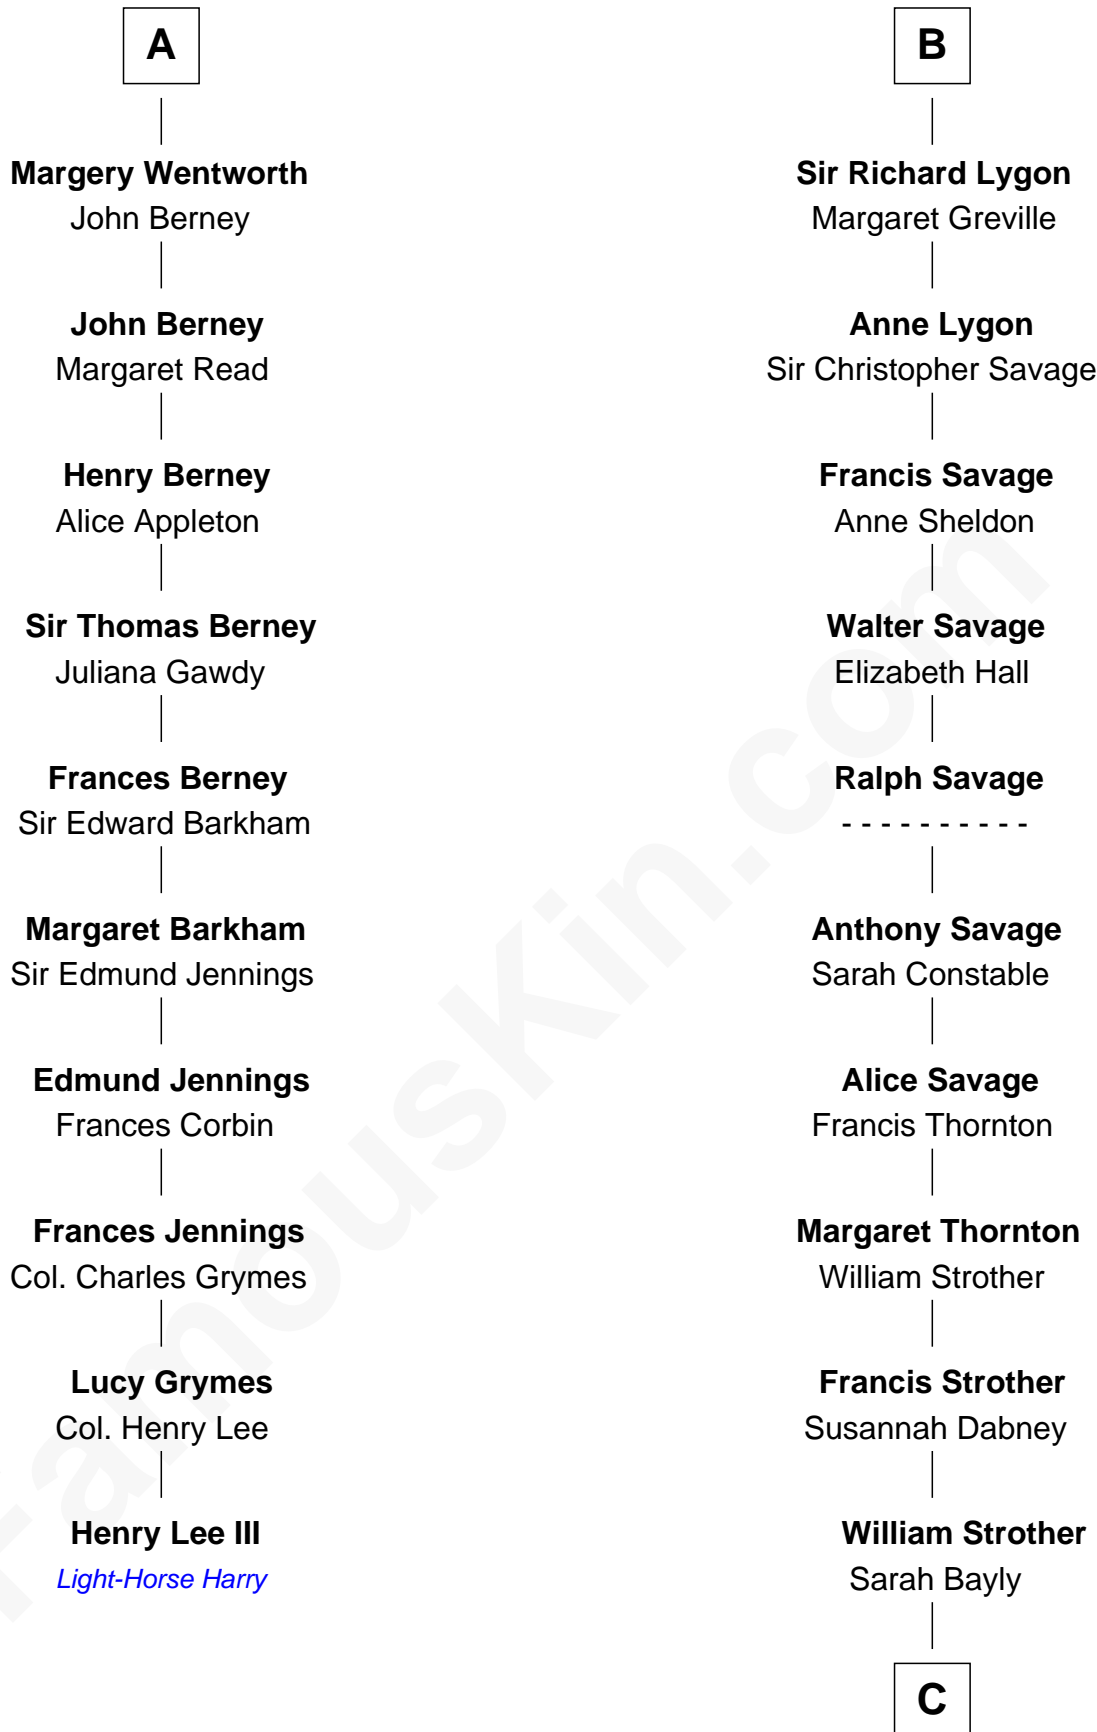 A
Margery Wentworth
John Berney
John Berney
Margaret Read
Henry Berney
Alice Appleton
Sir Thomas Berney
Juliana Gawdy
Frances Berney
Sir Edward Barkham
Margaret Barkham
Sir Edmund Jennings
Edmund Jennings
Frances Corbin
Frances Jennings
Col. Charles Grymes
Lucy Grymes
Col. Henry Lee
Henry Lee III
Light-Horse Harry
B
Sir Richard Lygon
Margaret Greville
Anne Lygon
Sir Christopher Savage
Francis Savage
Anne Sheldon
Walter Savage
Elizabeth Hall
Ralph Savage
- - - - - - - - - -
Anthony Savage
Sarah Constable
Alice Savage
Francis Thornton
Margaret Thornton
William Strother
Francis Strother
Susannah Dabney
William Strother
Sarah Bayly
C
FamousKin.com